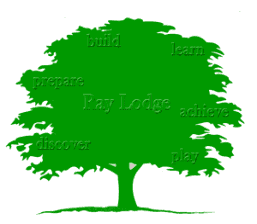 build
learn
prepare
Ray Lodge
achieve
discover
play